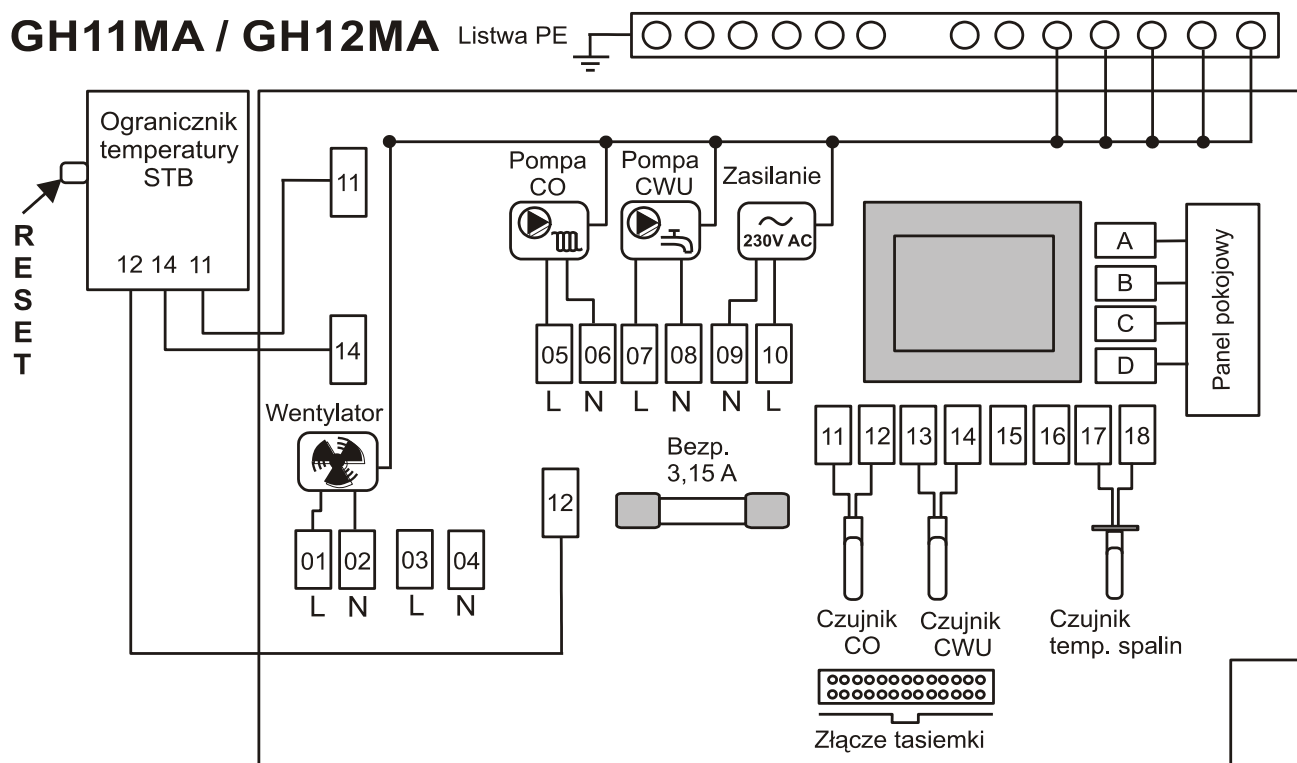 GH11MA / GH12MA
Listwa PE
Ogranicznik
temperatury
STB
12 14 11
RESET
11
14
Pompa
CO
Pompa
CWU
Zasilanie
230V AC
05 06 07 08 09 10
L N L N N L
A
B
C
D
Panel pokojowy
Wentylator
01 02 03 04
L N L N
12
Bezp.
3,15 A
11 12 13 14 15 16 17 18
Czujnik
CO
Czujnik
CWU
Czujnik
temp. spalin
Złącze tasiemki